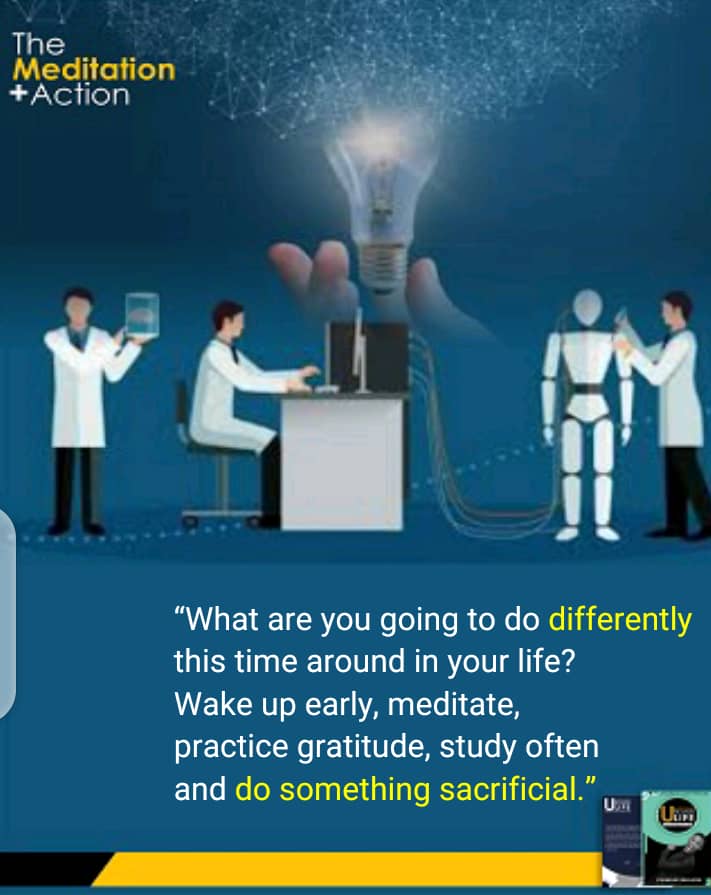 The
Meditation
+Action
“What are you going to do differently
this time around in your life?
Wake up early, meditate,
practice gratitude, study often
and do something sacrificial.”